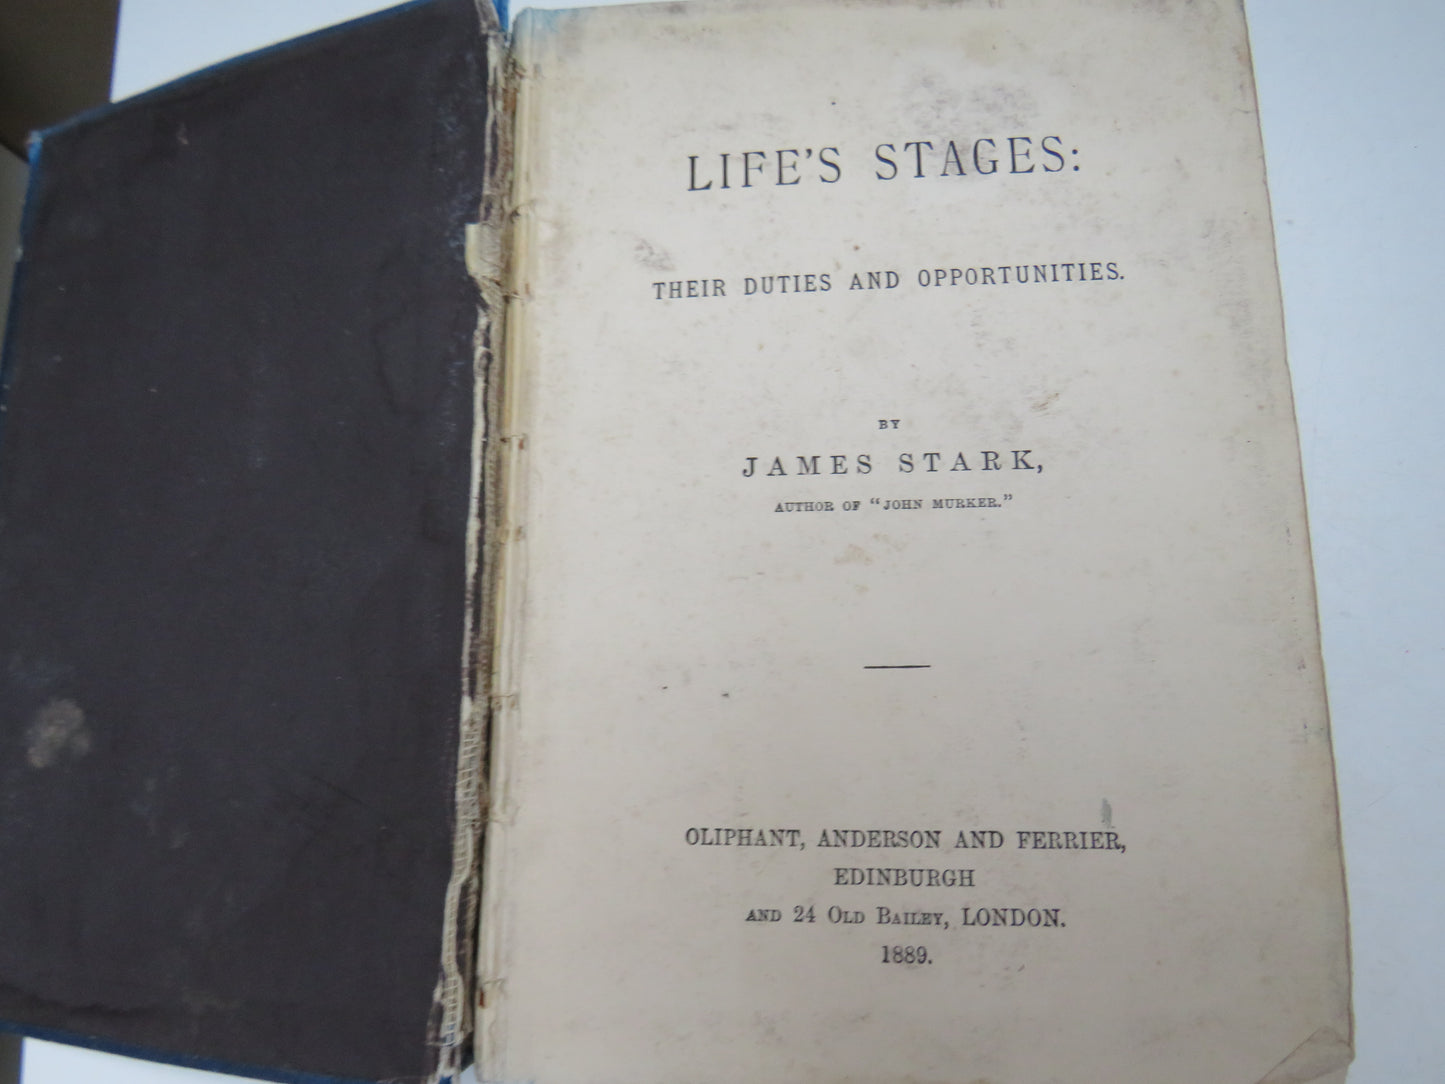 LIFE'S STAGES:
THEIR DUTIES AND OPPORTUNITIES.
BY
JAMES STARK,
AUTHOR OF "JOHN MURKER."
OLIPHANT, ANDERSON AND FERRIER,
EDINBURGH
AND 24 OLD BAILEY, LONDON.
1889.